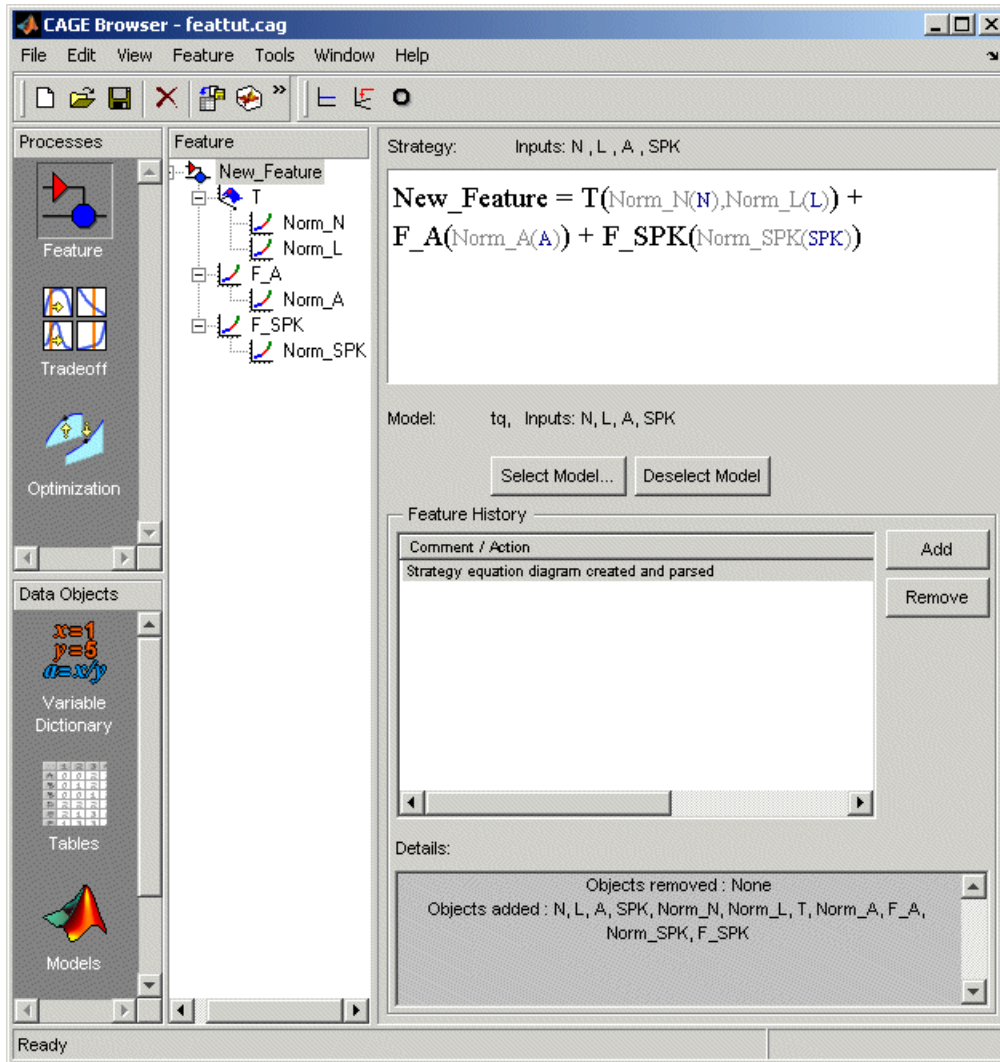 CAGE Browser - feattut.cag
File Edit View Feature Tools Window Help
»
Processes
Feature
Tradeoff
Optimization
Data Objects
x=1
y=5
a=x/y
Variable
Dictionary
Tables
Models
Feature
New_Feature
T
Norm_N
Norm_L
F_A
Norm_A
F_SPK
Norm_SPK
Strategy: Inputs: N , L , A , SPK
New_Feature = T(Norm_N(N),Norm_L(L)) +
F_A(Norm_A(A)) + F_SPK(Norm_SPK(SPK))
Model: tq, Inputs: N, L, A, SPK
Select Model... Deselect Model
Feature History
Comment / Action
Strategy equation diagram created and parsed
Add
Remove
Details:
Objects removed : None
Objects added : N, L, A, SPK, Norm_N, Norm_L, T, Norm_A, F_A,
Norm_SPK, F_SPK
Ready